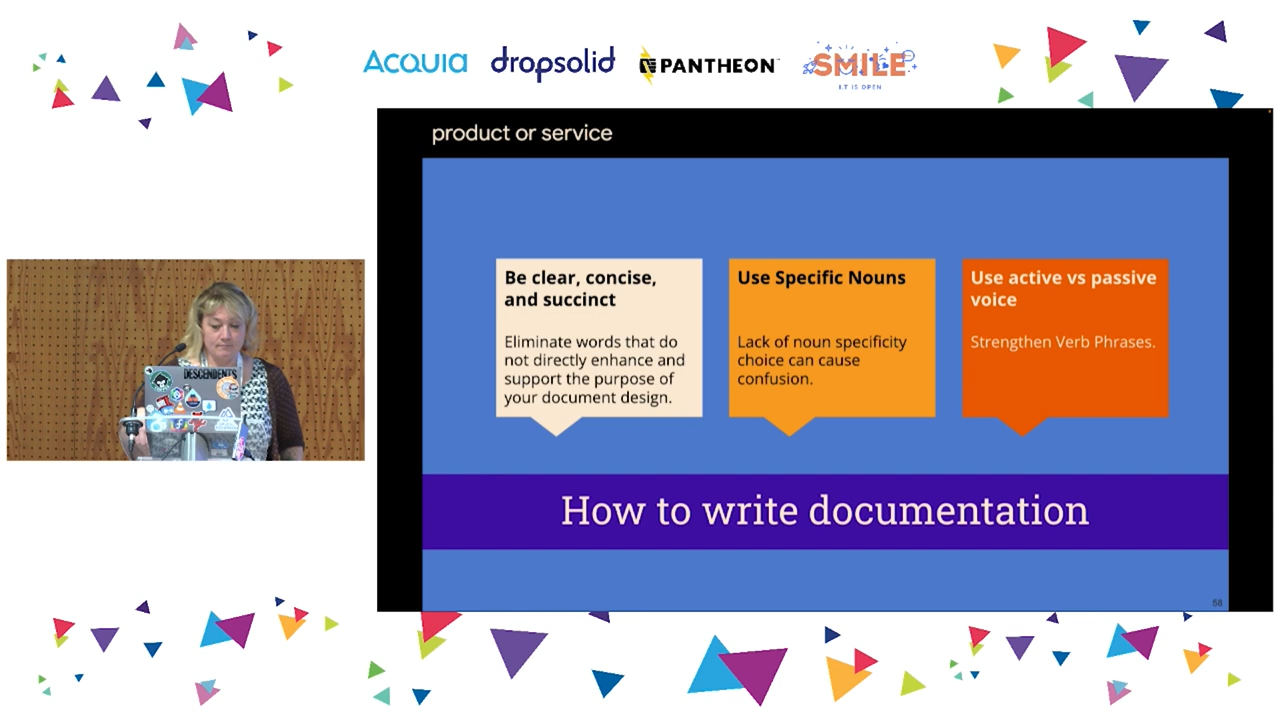 Acquia
dropsolid
PANTHEON
SMILE
I.T IS OPEN
product or service
Be clear, concise,
and succinct
Eliminate words that do
not directly enhance and
support the purpose of
your document design.
Use Specific Nouns
Lack of noun specificity
choice can cause
confusion.
Use active vs passive
voice
Strengthen Verb Phrases.
How to write documentation
58
DESCENDENTS